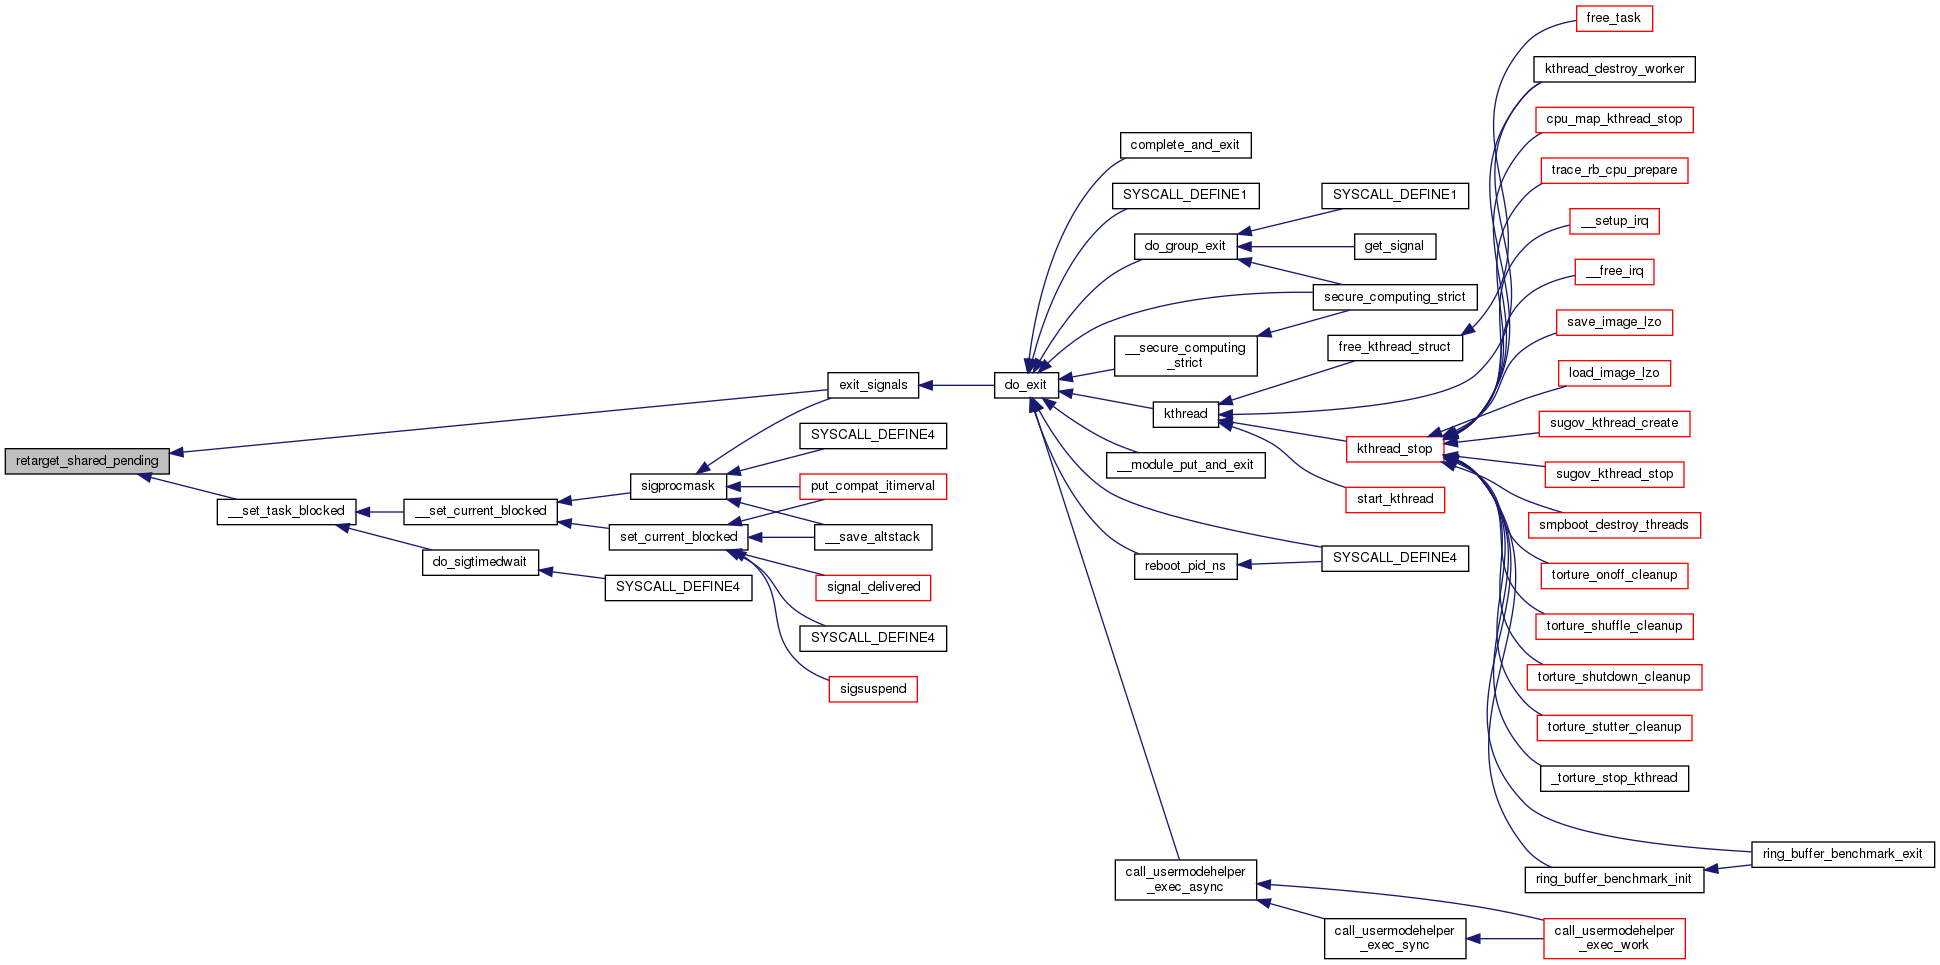 retarget_shared_pending
__set_task_blocked
__set_current_blocked
do_sigtimedwait
sigprocmask
set_current_blocked
SYSCALL_DEFINE4
exit_signals
SYSCALL_DEFINE4
put_compat_itimerval
__save_altstack
signal_delivered
SYSCALL_DEFINE4
sigsuspend
do_exit
complete_and_exit
SYSCALL_DEFINE1
do_group_exit
__secure_computing
_strict
kthread
__module_put_and_exit
reboot_pid_ns
call_usermodehelper
_exec_async
SYSCALL_DEFINE1
get_signal
secure_computing_strict
free_kthread_struct
kthread_stop
start_kthread
SYSCALL_DEFINE4
call_usermodehelper
_exec_sync
free_task
kthread_destroy_worker
cpu_map_kthread_stop
trace_rb_cpu_prepare
__setup_irq
__free_irq
save_image_lzo
load_image_lzo
sugov_kthread_create
sugov_kthread_stop
smpboot_destroy_threads
torture_onoff_cleanup
torture_shuffle_cleanup
torture_shutdown_cleanup
torture_stutter_cleanup
_torture_stop_kthread
ring_buffer_benchmark_init
call_usermodehelper
_exec_work
ring_buffer_benchmark_exit